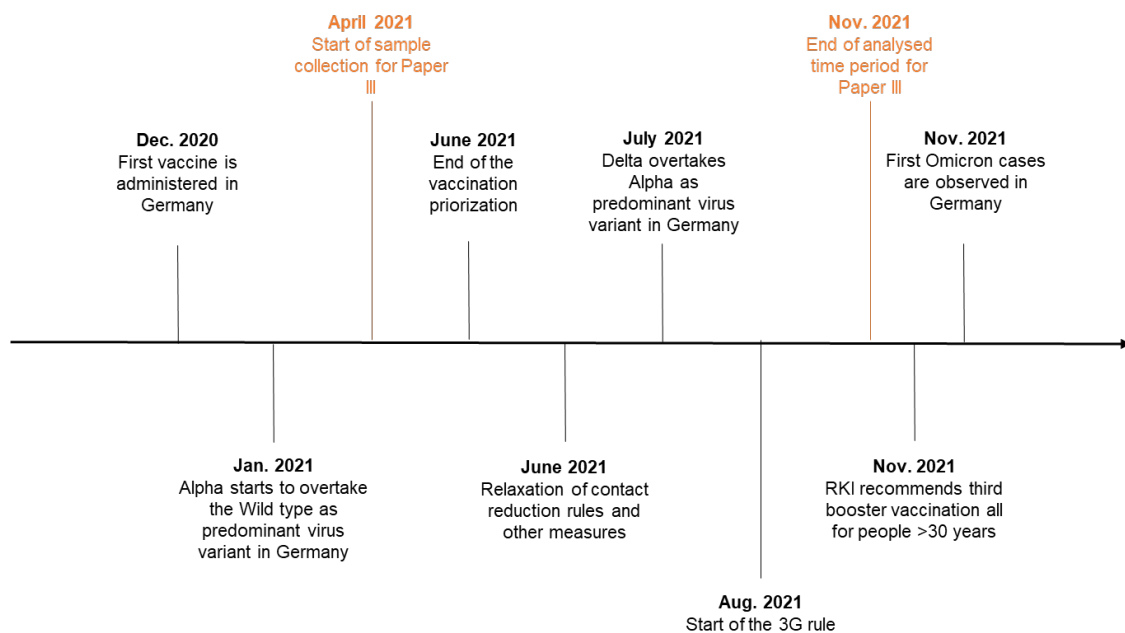 April 2021
Start of sample
collection for Paper
III
Nov. 2021
End of analysed
time period for
Paper III
Dec. 2020
First vaccine is
administered in
Germany
June 2021
End of the
vaccination
priorization
July 2021
Delta overtakes
Alpha as
predominant virus
variant in Germany
Nov. 2021
First Omicron cases
are observed in
Germany
Jan. 2021
Alpha starts to overtake
the Wild type as
predominant virus
variant in Germany
June 2021
Relaxation of contact
reduction rules and
other measures
Nov. 2021
RKI recommends third
booster vaccination all
for people >30 years
Aug. 2021
Start of the 3G rule